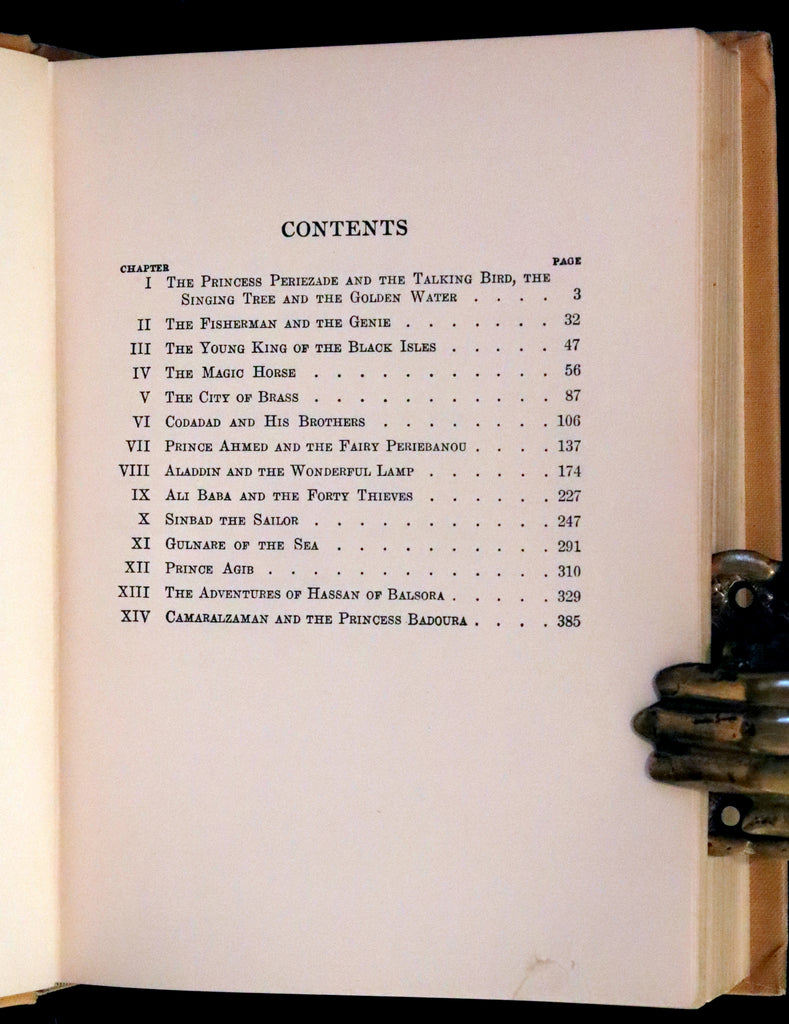 CONTENTS
CHAPTER PAGE
I The Princess Periezade and the Talking Bird, the
Singing Tree and the Golden Water . . . . 3
II The Fisherman and the Genie . . . . . . . 32
III The Young King of the Black Isles . . . . . 47
IV The Magic Horse . . . . . . . . . . . 56
V The City of Brass . . . . . . . . . . . 87
VI Codadad and His Brothers . . . . . . . . 106
VII Prince Ahmed and the Fairy Periebanou . . . . 137
VIII Aladdin and the Wonderful Lamp . . . . . . 174
IX Ali Baba and the Forty Thieves . . . . . . 227
X Sinbad the Sailor . . . . . . . . . . . 247
XI Gulnare of the Sea . . . . . . . . . . 291
XII Prince Agib . . . . . . . . . . . . . 310
XIII The Adventures of Hassan of Balsora . . . . . 329
XIV Camaralzaman and the Princess Badoura . . . . 385